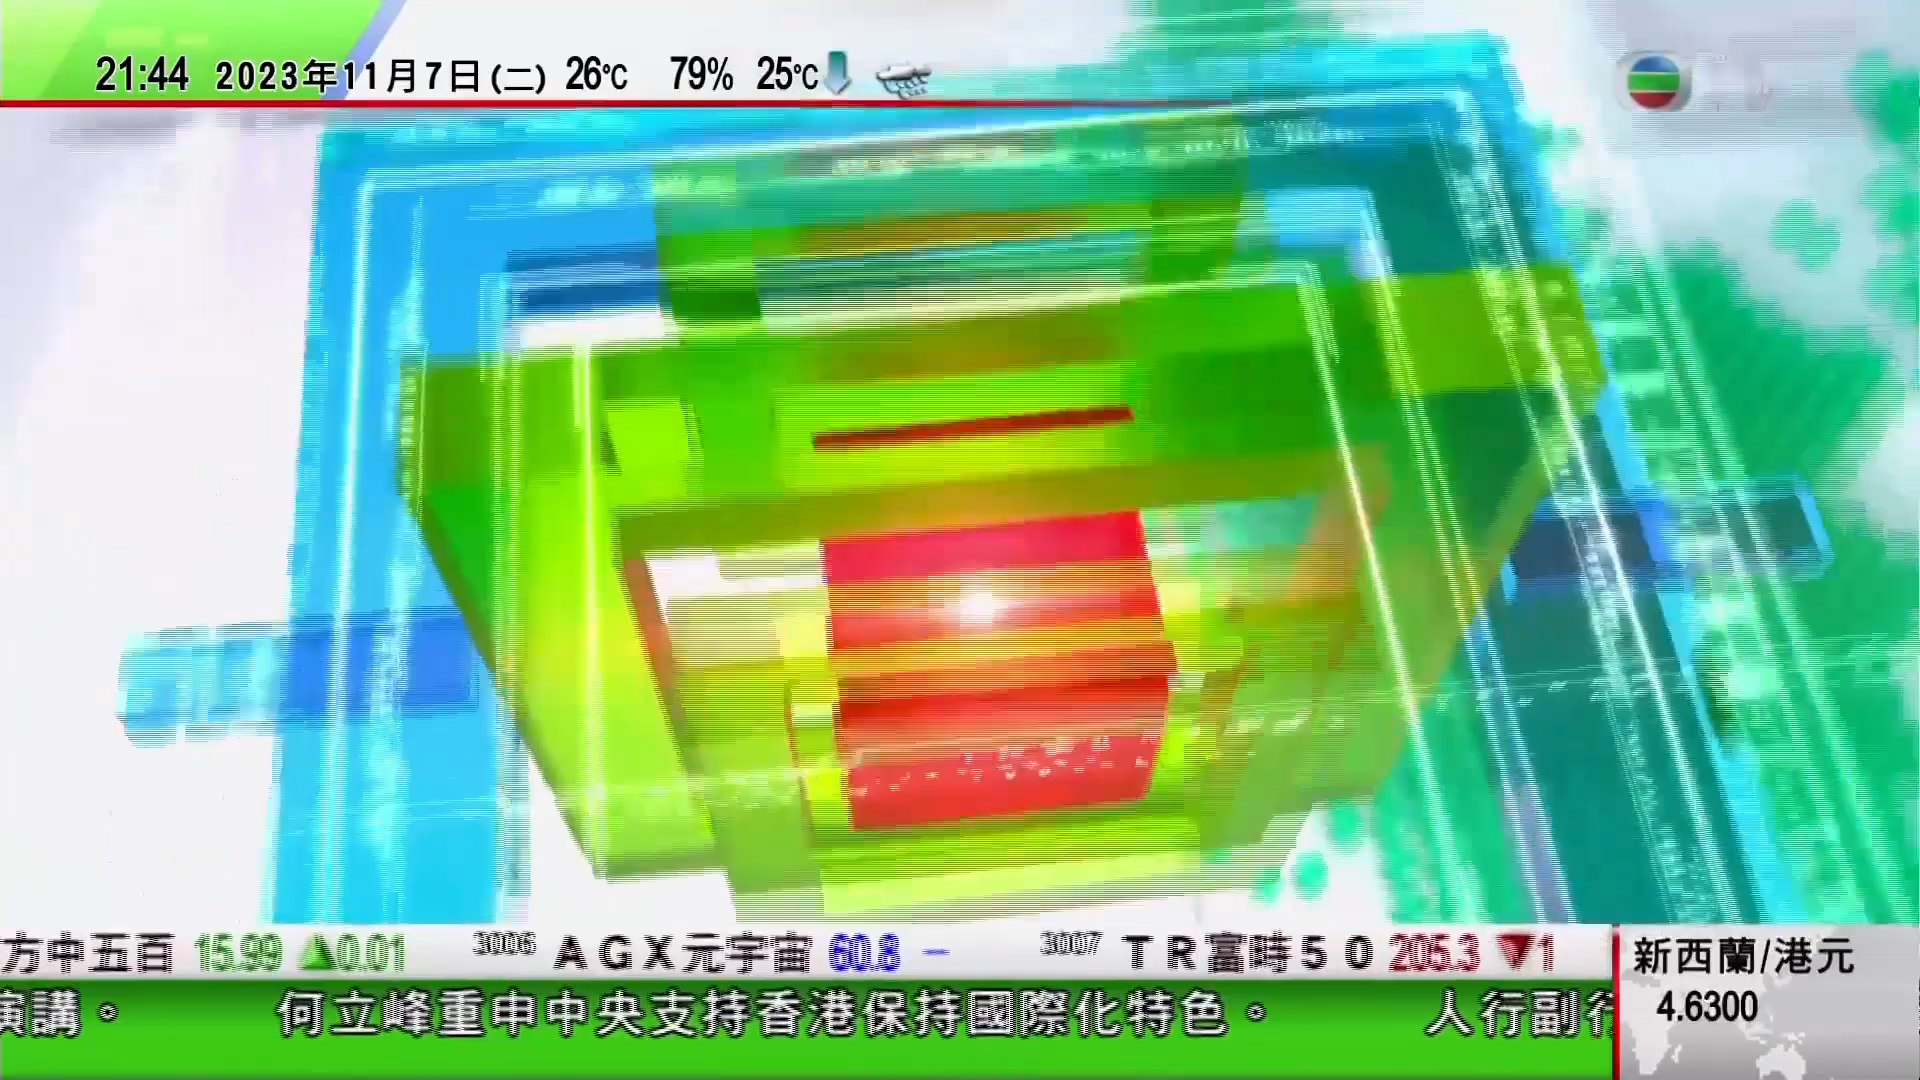 21:44 2023年11月7日(二) 26℃ 79% 25℃
方中五百 15.99 ▲0.01 3006 AGX元宇宙 60.8 – 3007 TR富時50 205.3 ▼1
新西蘭/港元
4.6300
演講。 何立峰重申中央支持香港保持國際化特色。 人行副行